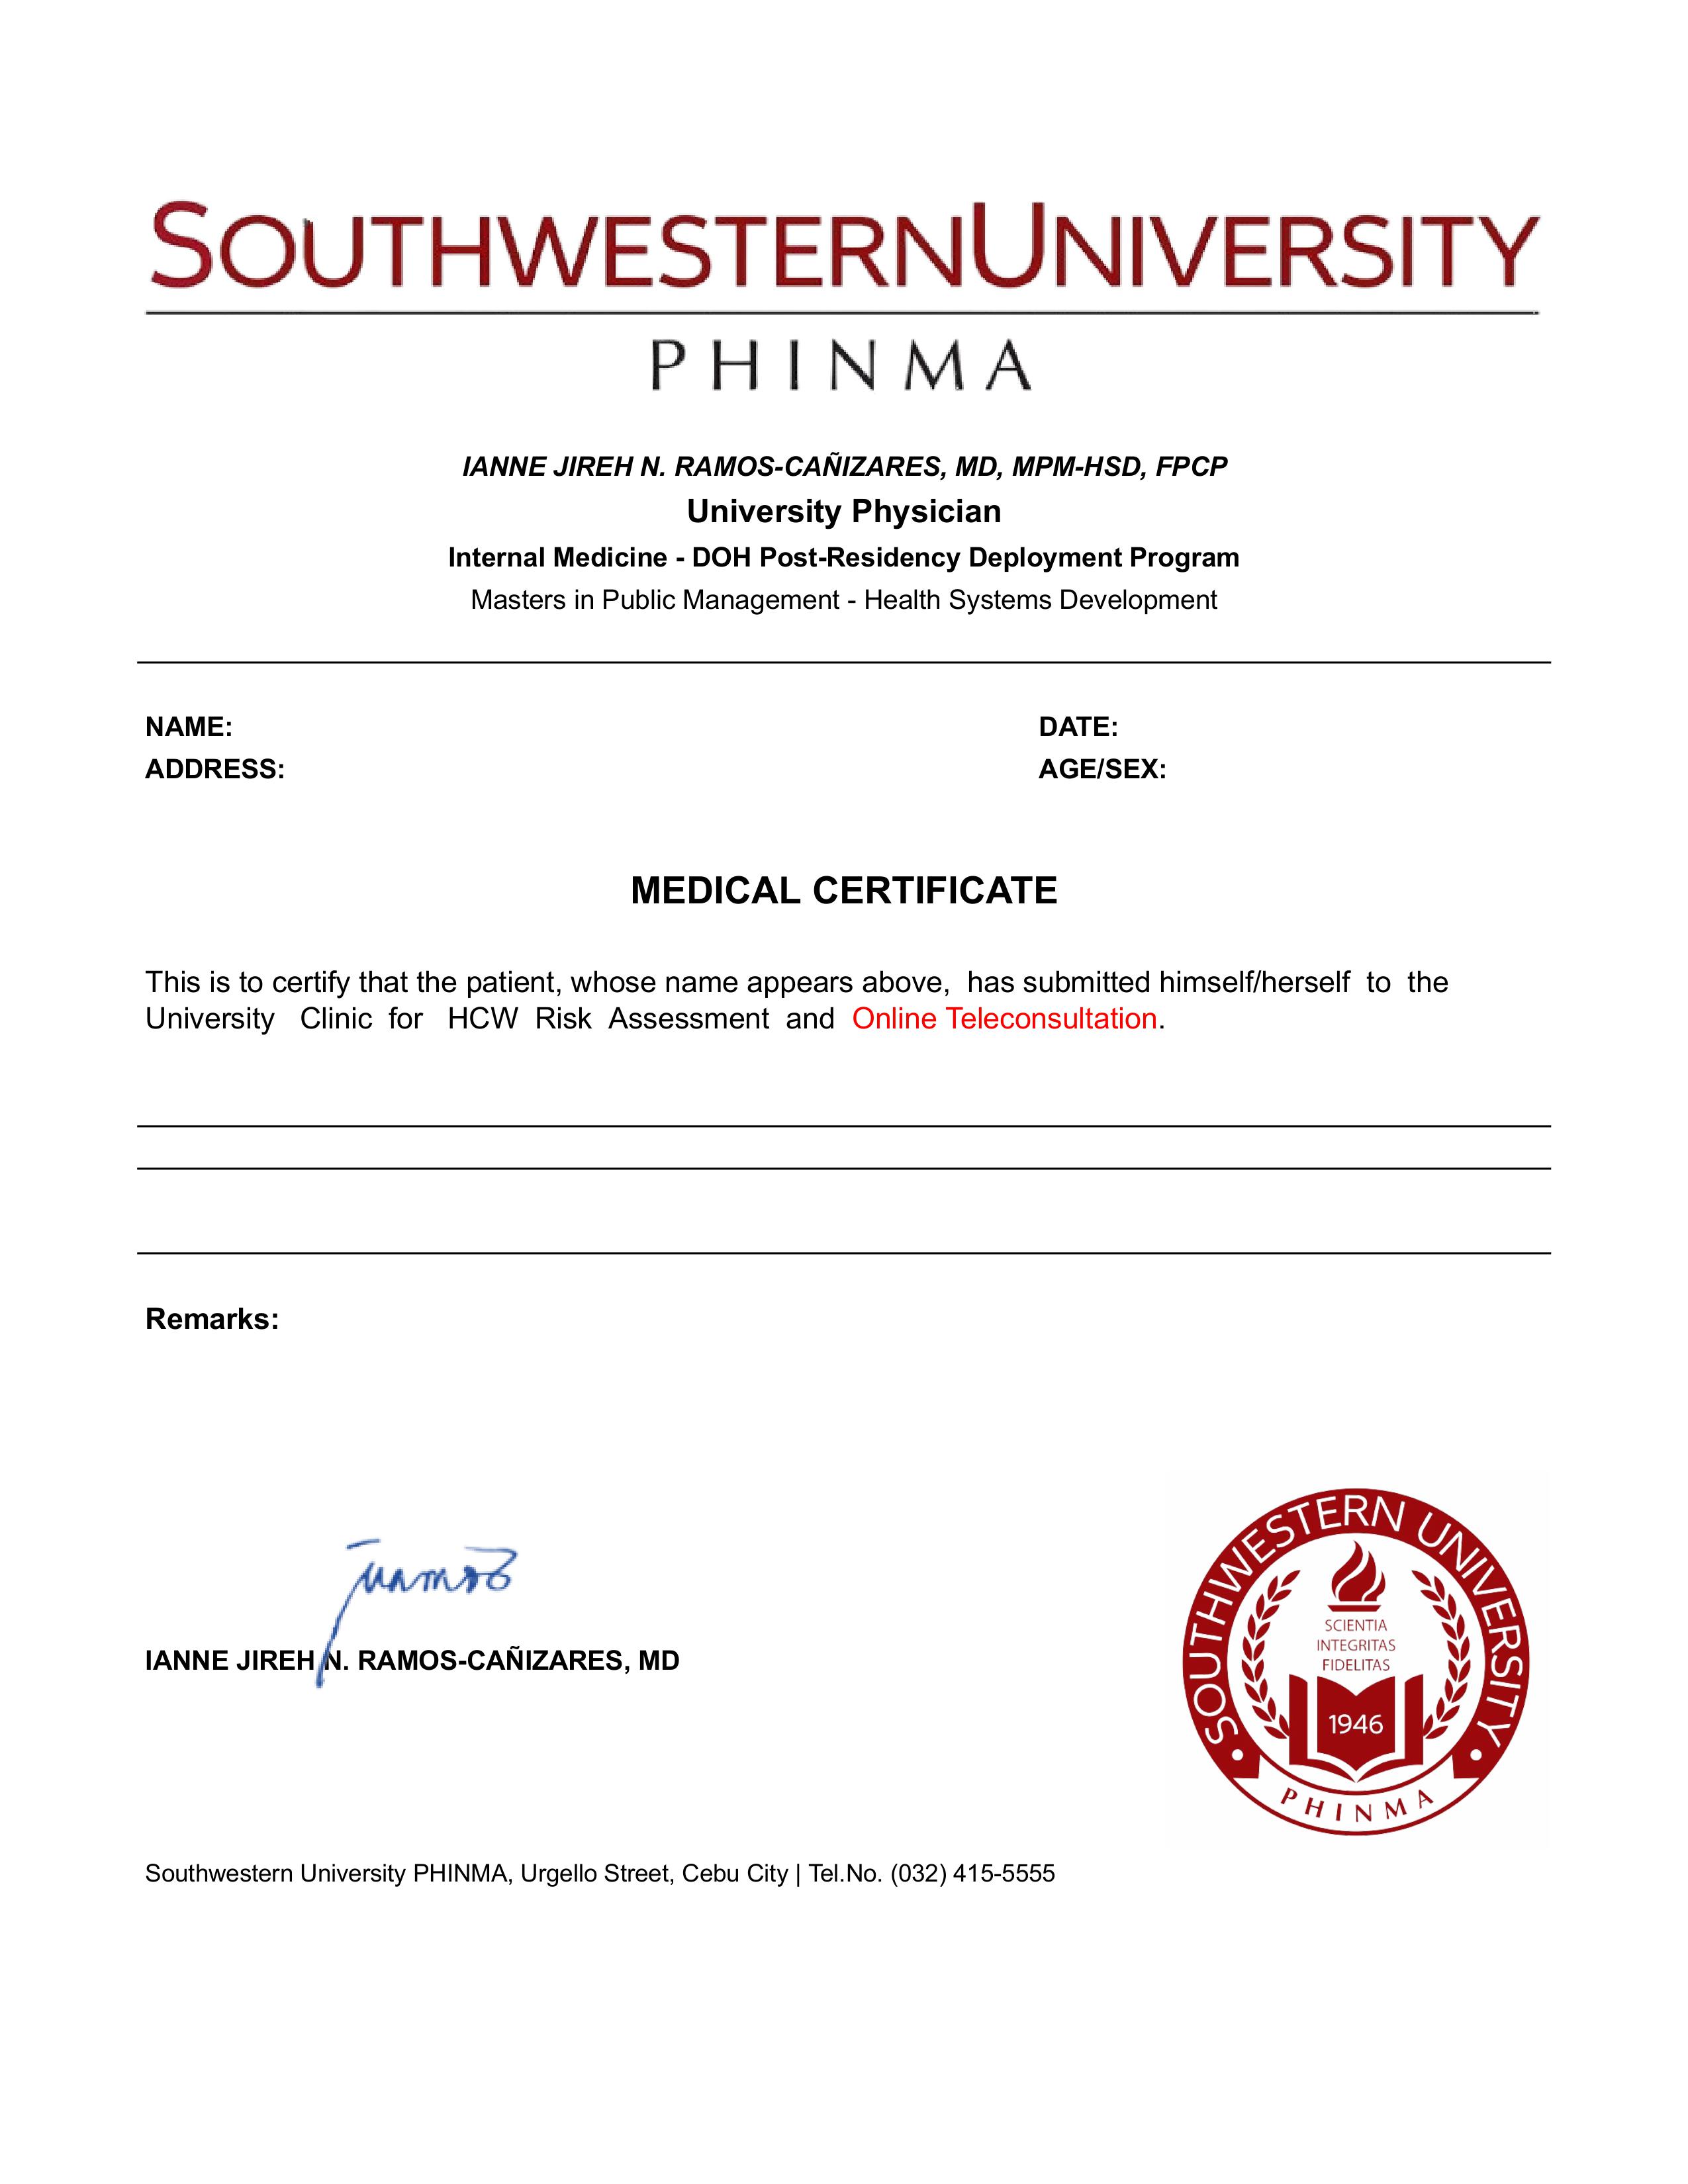 SOUTHWESTERNUNIVERSITY
PHINMA
IANNE JIREH N. RAMOS-CAÑIZARES, MD, MPM-HSD, FPCP
University Physician
Internal Medicine - DOH Post-Residency Deployment Program
Masters in Public Management - Health Systems Development
NAME: DATE:
ADDRESS: AGE/SEX:
MEDICAL CERTIFICATE
This is to certify that the patient, whose name appears above, has submitted himself/herself to the
University Clinic for HCW Risk Assessment and Online Teleconsultation.
Remarks:
IANNE JIREH N. RAMOS-CAÑIZARES, MD
SOUTHWESTERN UNIVERSITY
SCIENTIA
INTEGRITAS
FIDELITAS
1946
PHINMA
Southwestern University PHINMA, Urgello Street, Cebu City | Tel.No. (032) 415-5555